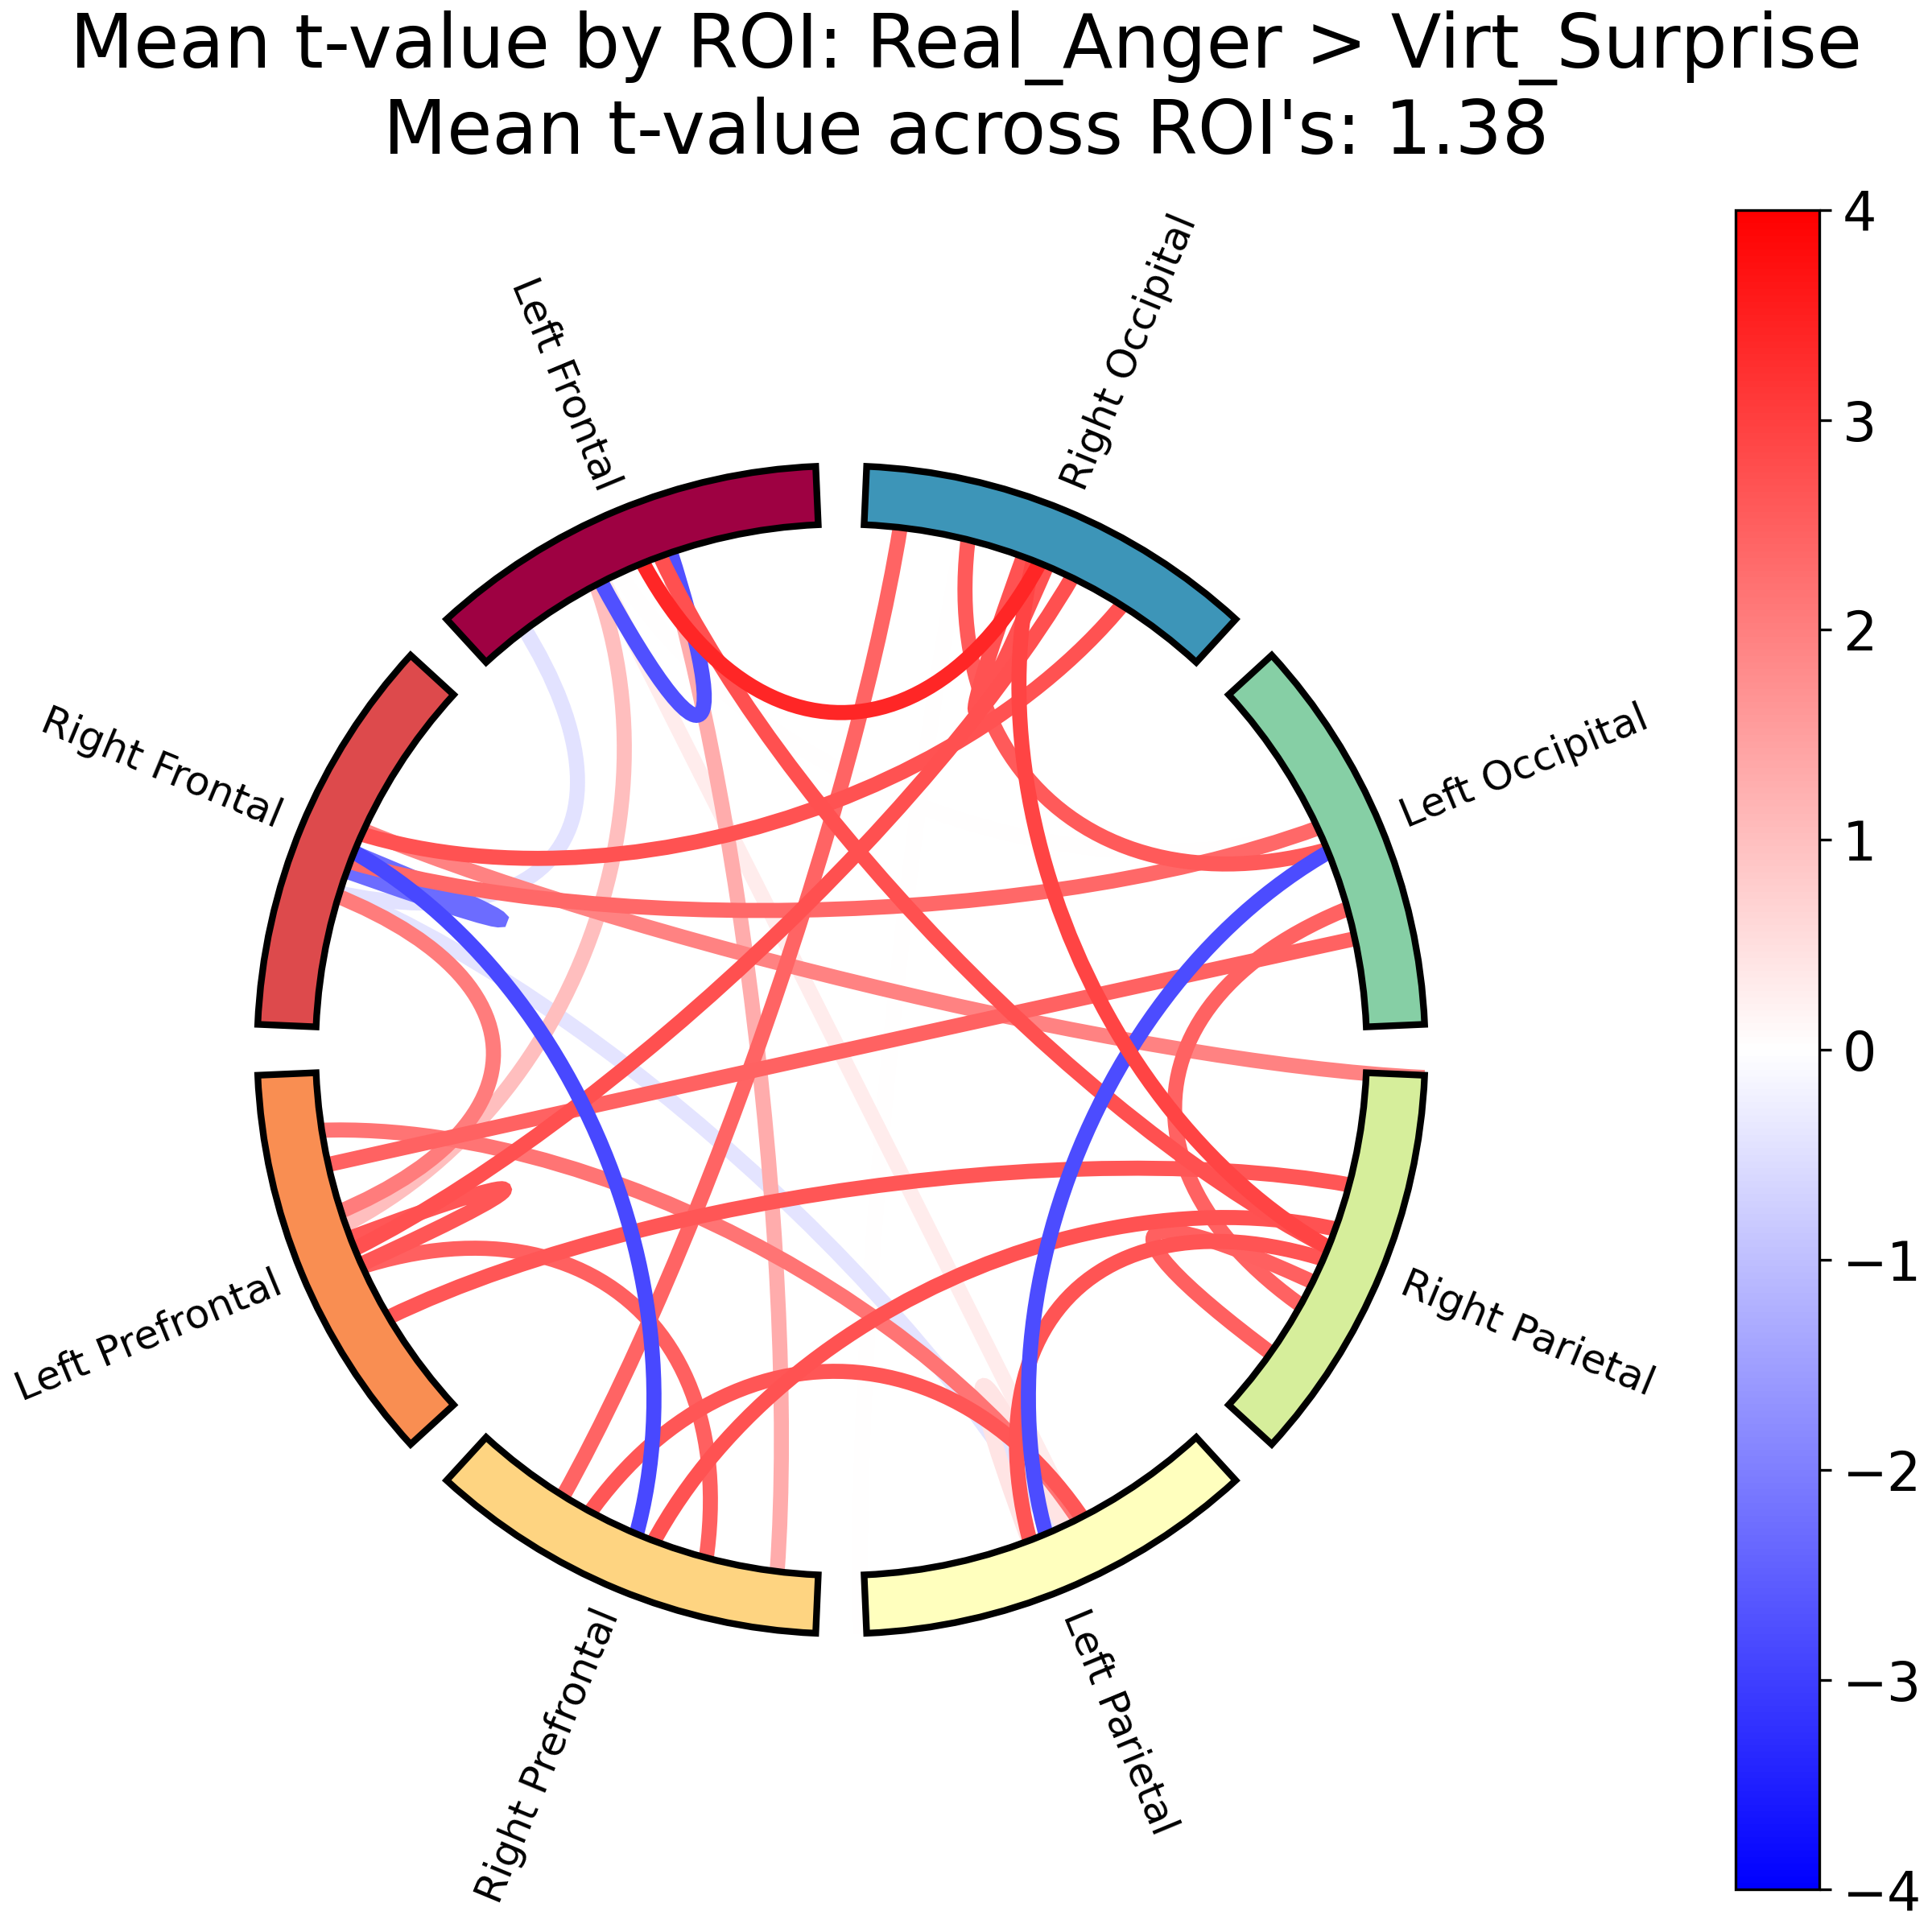 Mean t-value by ROI: Real_Anger > Virt_Surprise
Mean t-value across ROI's: 1.38
Left Frontal
Right Occipital
Right Frontal
Left Occipital
Left Prefrontal
Right Parietal
Right Prefrontal
Left Parietal
4
3
2
1
0
−1
−2
−3
−4